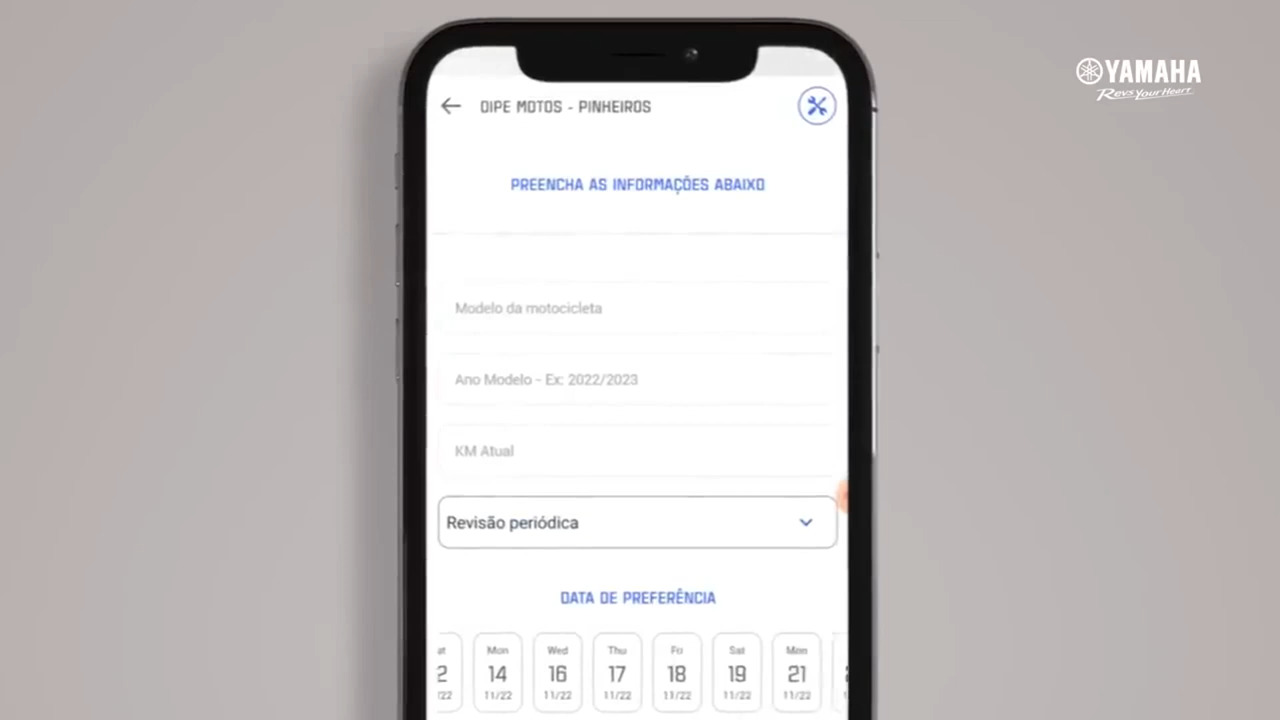 YAMAHA
Revs Your Heart
DIPE MOTOS - PINHEIROS
PREENCHA AS INFORMAÇÕES ABAIXO
Modelo da motocicleta
Ano Modelo - Ex: 2022/2023
KM Atual
Revisão periódica
DATA DE PREFERÊNCIA
Mon Wed Thu Fri Sat Mon
14 16 17 18 19 21
11/22 11/22 11/22 11/22 11/22 11/22